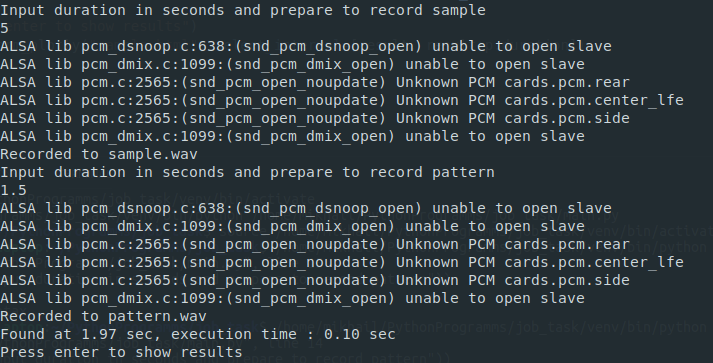 Input duration in seconds and prepare to record sample
5
ALSA lib pcm_dsnoop.c:638:(snd_pcm_dsnoop_open) unable to open slave
ALSA lib pcm_dmix.c:1099:(snd_pcm_dmix_open) unable to open slave
ALSA lib pcm.c:2565:(snd_pcm_open_noupdate) Unknown PCM cards.pcm.rear
ALSA lib pcm.c:2565:(snd_pcm_open_noupdate) Unknown PCM cards.pcm.center_lfe
ALSA lib pcm.c:2565:(snd_pcm_open_noupdate) Unknown PCM cards.pcm.side
ALSA lib pcm_dmix.c:1099:(snd_pcm_dmix_open) unable to open slave
Recorded to sample.wav
Input duration in seconds and prepare to record pattern
1.5
ALSA lib pcm_dsnoop.c:638:(snd_pcm_dsnoop_open) unable to open slave
ALSA lib pcm_dmix.c:1099:(snd_pcm_dmix_open) unable to open slave
ALSA lib pcm.c:2565:(snd_pcm_open_noupdate) Unknown PCM cards.pcm.rear
ALSA lib pcm.c:2565:(snd_pcm_open_noupdate) Unknown PCM cards.pcm.center_lfe
ALSA lib pcm.c:2565:(snd_pcm_open_noupdate) Unknown PCM cards.pcm.side
ALSA lib pcm_dmix.c:1099:(snd_pcm_dmix_open) unable to open slave
Recorded to pattern.wav
Found at 1.97 sec, execution time : 0.10 sec
Press enter to show results